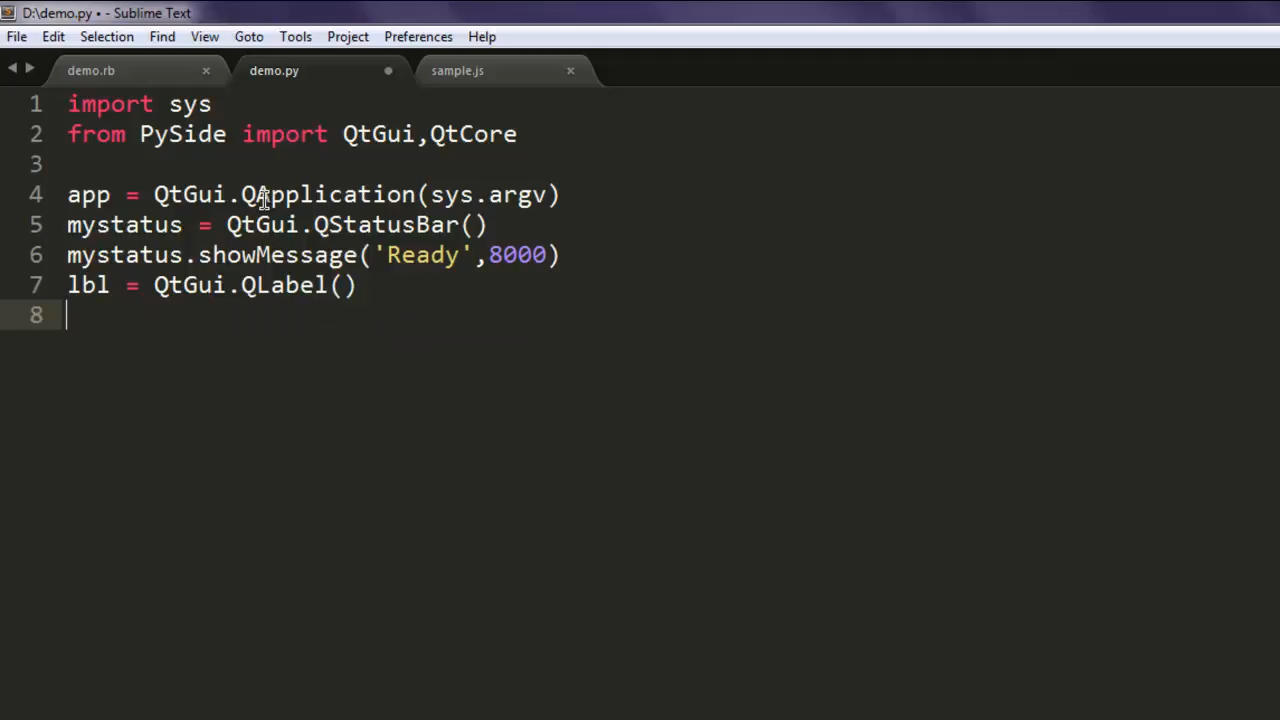 D:\demo.py • - Sublime Text
File Edit Selection Find View Goto Tools Project Preferences Help
demo.rb × demo.py ● sample.js ×
1 import sys
2 from PySide import QtGui,QtCore
3
4 app = QtGui.QApplication(sys.argv)
5 mystatus = QtGui.QStatusBar()
6 mystatus.showMessage('Ready',8000)
7 lbl = QtGui.QLabel()
8